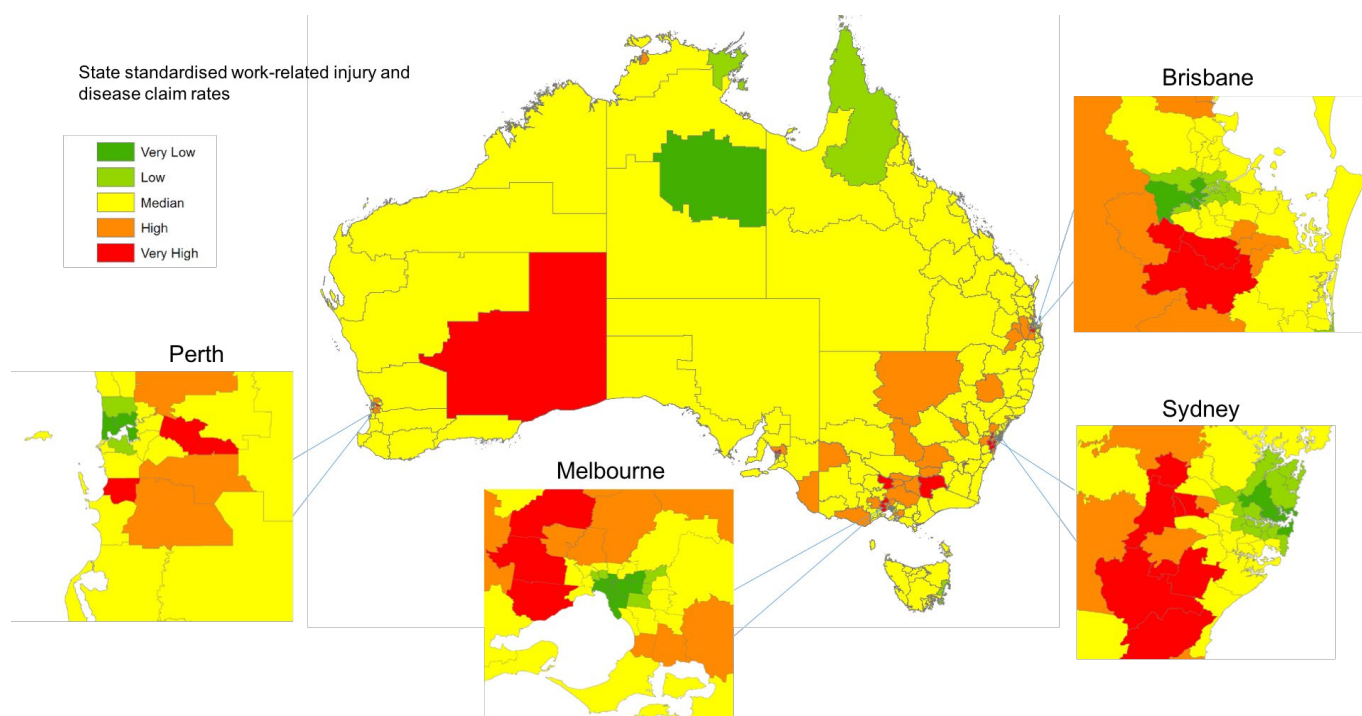 State standardised work-related injury and
disease claim rates
Very Low
Low
Median
High
Very High
Brisbane
Perth
Sydney
Melbourne